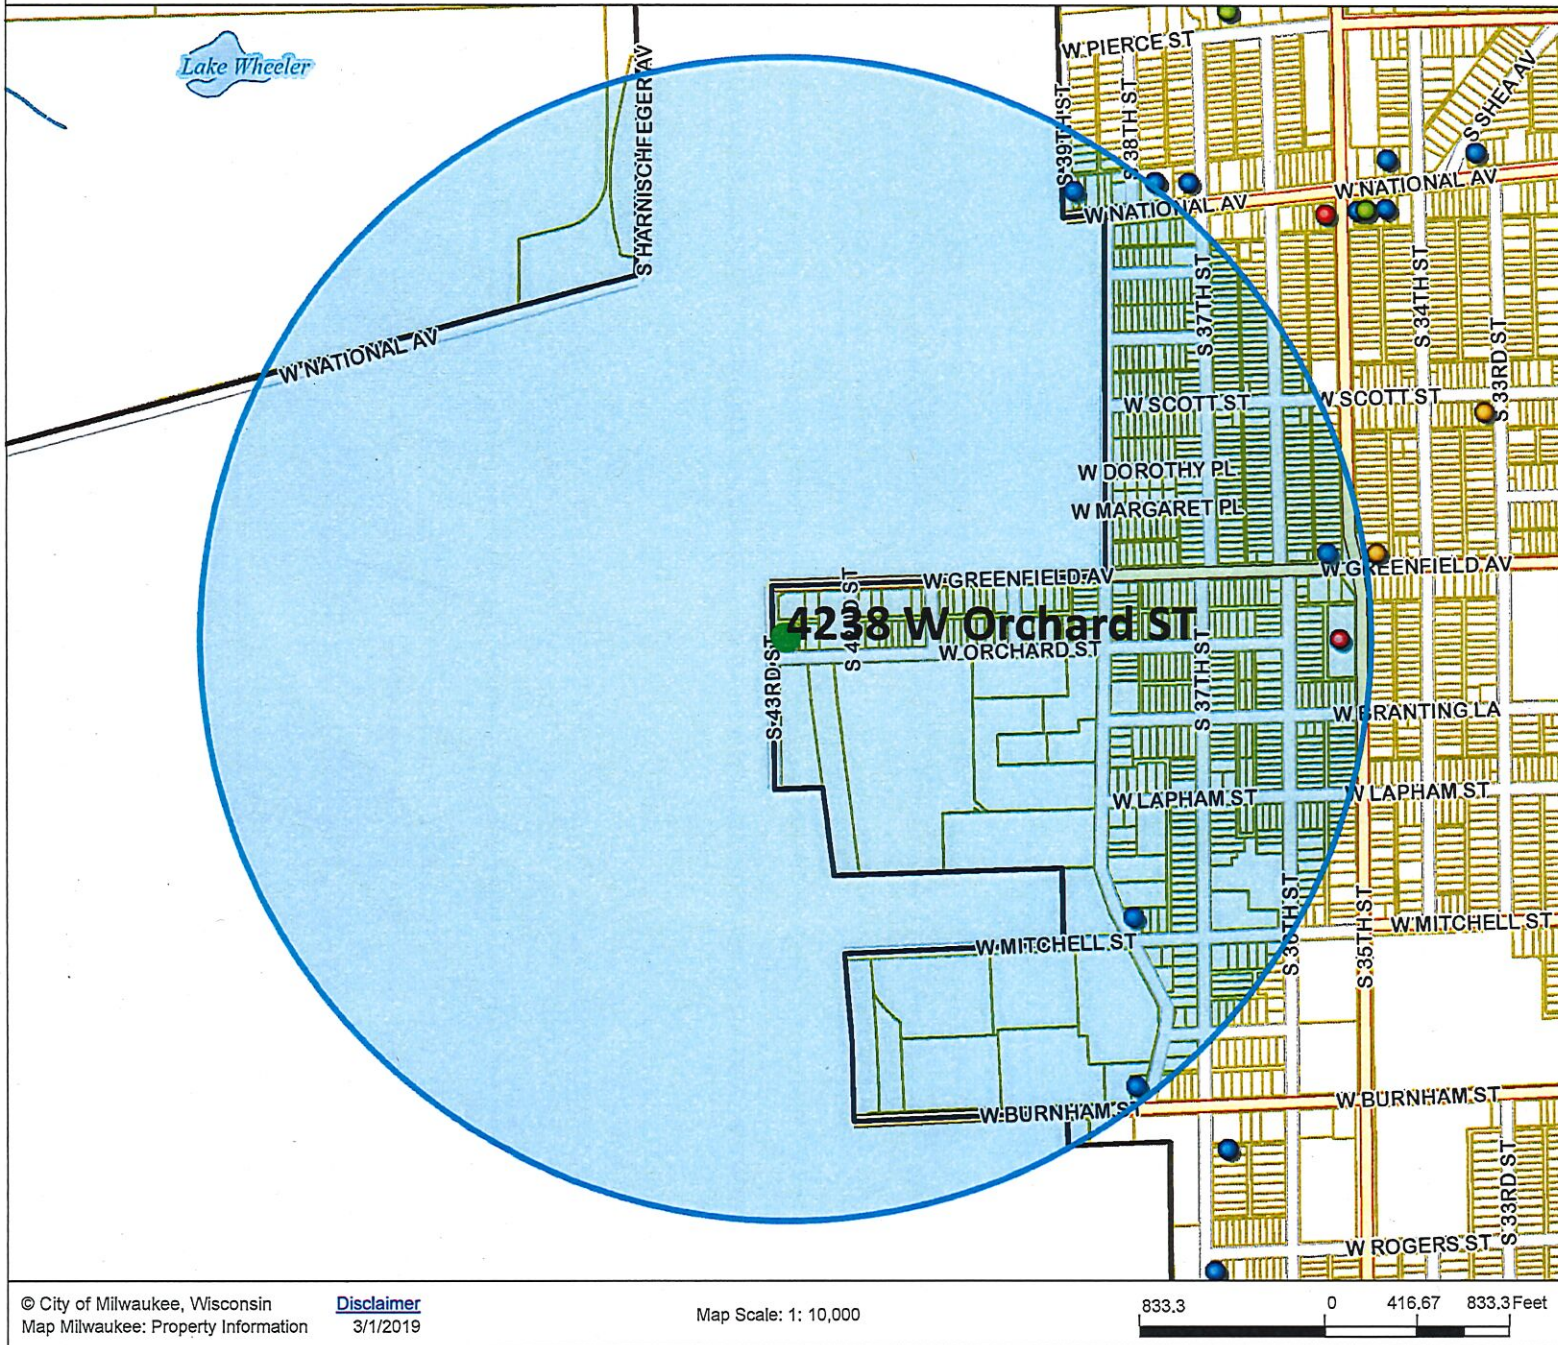 Lake Wheeler
S HARNISCHFEGER AV
W PIERCE ST
S 39TH ST
S 38TH ST
S SHEA AV
W NATIONAL AV
W NATIONAL AV
W NATIONAL AV
S 37TH ST
S 34TH ST
S 33RD ST
W SCOTT ST
W SCOTT ST
W DOROTHY PL
W MARGARET PL
W GREENFIELD AV
W GREENFIELD AV
4238 W Orchard ST
W ORCHARD ST
S 43RD ST
S 37TH ST
W BRANTING LA
W LAPHAM ST
W LAPHAM ST
S 36TH ST
S 35TH ST
W MITCHELL ST
W MITCHELL ST
W BURNHAM ST
W BURNHAM ST
S 33RD ST
W ROGERS ST
© City of Milwaukee, Wisconsin
Map Milwaukee: Property Information
Disclaimer
3/1/2019
Map Scale: 1: 10,000
833.3 0 416.67 833.3 Feet